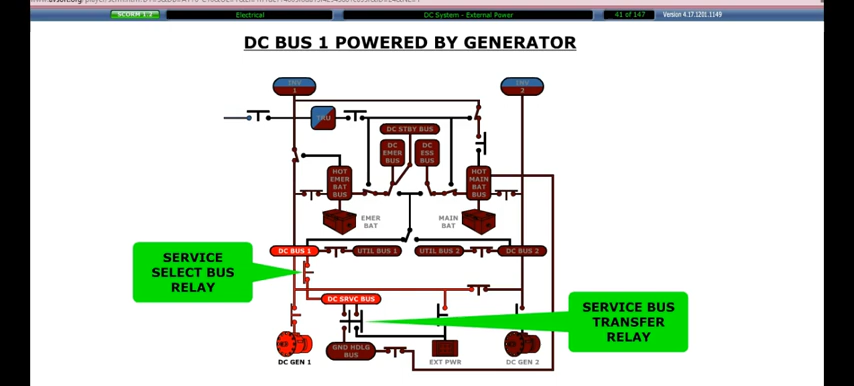 SCORM 1.2
Electrical
DC System - External Power
41 of 147
Version 4.17.1201.1149
DC BUS 1 POWERED BY GENERATOR
INV
1
INV
2
TRU
DC STBY BUS
DC
EMER
BUS
DC
ESS
BUS
HOT
EMER
BAT
BUS
HOT
MAIN
BAT
BUS
EMER
BAT
MAIN
BAT
DC BUS 1
UTIL BUS 1
UTIL BUS 2
DC BUS 2
SERVICE
SELECT BUS
RELAY
DC SRVC BUS
SERVICE BUS
TRANSFER
RELAY
GND HDLG
BUS
DC GEN 1
EXT PWR
DC GEN 2